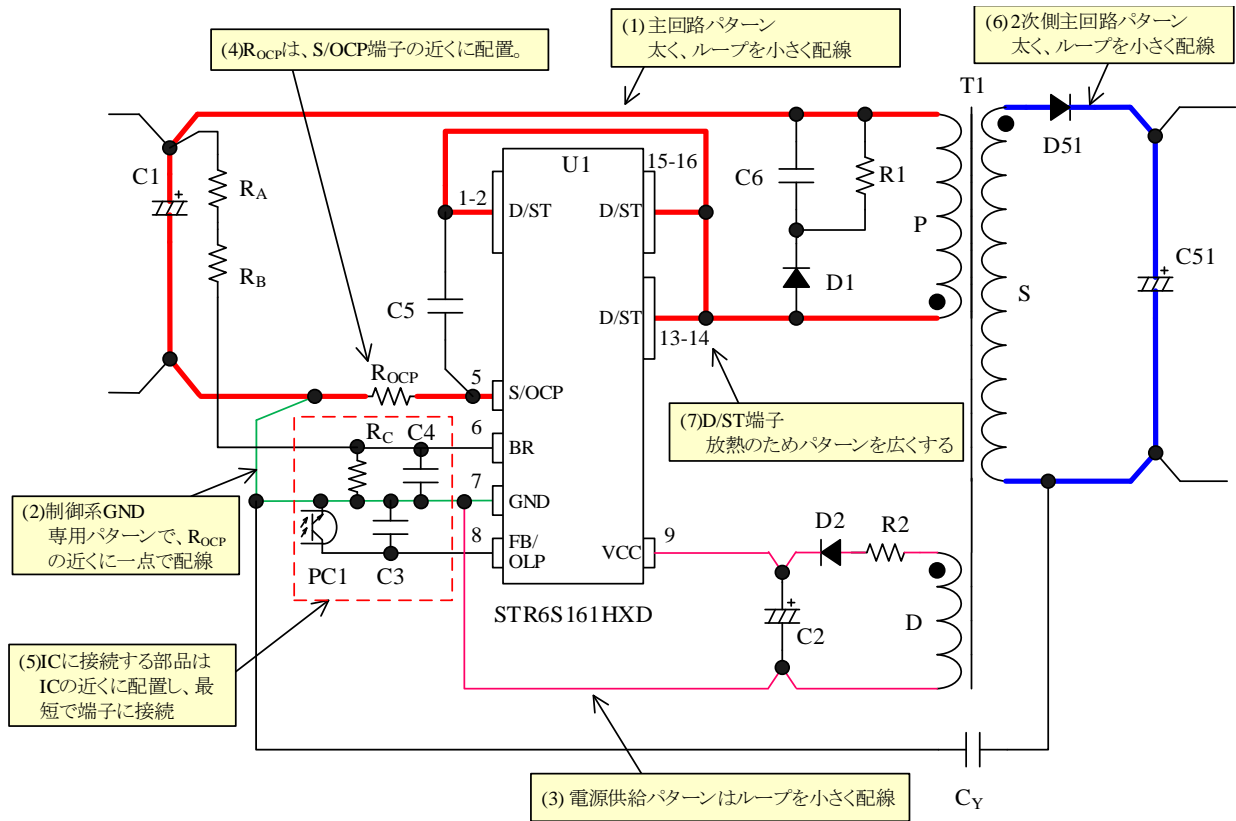 (1) 主回路パターン
太く、ループを小さく配線
(6) 2次側主回路パターン
太く、ループを小さく配線
(4)ROCPは、S/OCP端子の近くに配置。
T1
C1
+
RA
RB
U1
1-2
D/ST
15-16
D/ST
D/ST
13-14
C5
C6
R1
D1
P
S
D51
C51
+
ROCP
5
S/OCP
(7)D/ST端子
放熱のためパターンを広くする
RC
C4
6
BR
7
GND
8
FB/
OLP
VCC
9
PC1
C3
STR6S161HXD
(2)制御系GND
専用パターンで、ROCP
の近くに一点で配線
D2
R2
+
C2
D
(5)ICに接続する部品は
ICの近くに配置し、最
短で端子に接続
(3) 電源供給パターンはループを小さく配線
CY